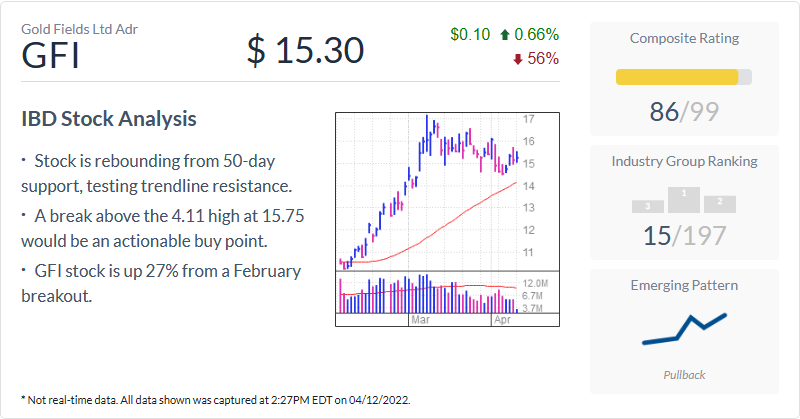 Gold Fields Ltd Adr
GFI
$ 15.30
$0.10 0.66%
56%
IBD Stock Analysis
• Stock is rebounding from 50-day
support, testing trendline resistance.
• A break above the 4.11 high at 15.75
would be an actionable buy point.
• GFI stock is up 27% from a February
breakout.
17
16
15
14
13
12
11
12.0M
6.7M
3.7M
Mar
Apr
Composite Rating
86/99
Industry Group Ranking
3
1
2
15/197
Emerging Pattern
Pullback
* Not real-time data. All data shown was captured at 2:27PM EDT on 04/12/2022.